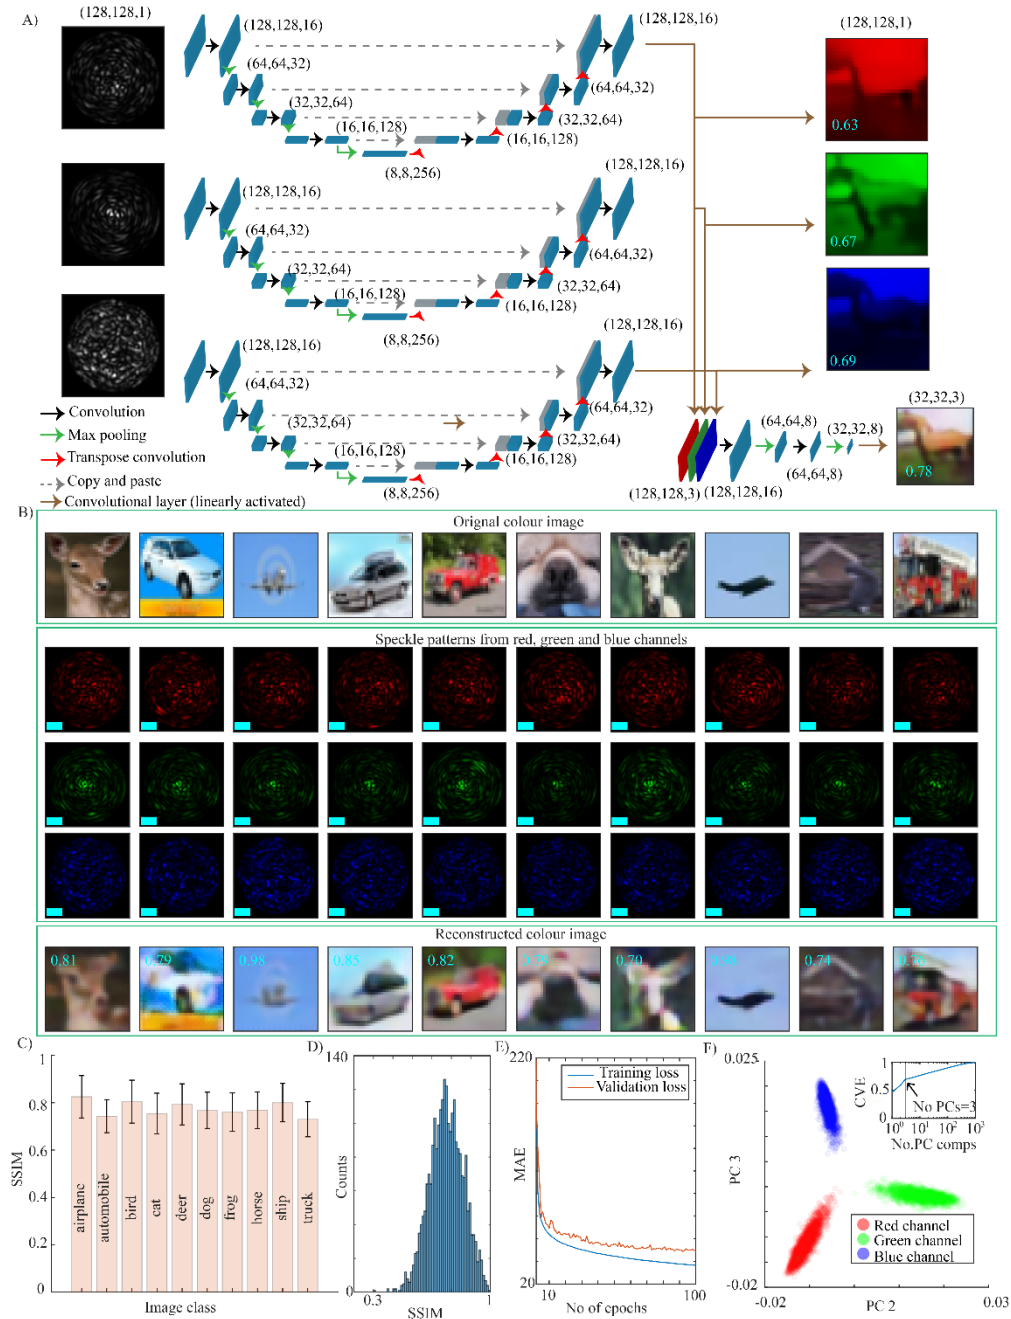 A)
(128,128,1)
(128,128,16)
(64,64,32)
(32,32,64)
(16,16,128)
(8,8,256)
(16,16,128)
(32,32,64)
(64,64,32)
(128,128,16)
(128,128,1)
0.63
(128,128,16)
(64,64,32)
(32,32,64)
(16,16,128)
(8,8,256)
(16,16,128)
(32,32,64)
(64,64,32)
(128,128,16)
0.67
(128,128,16)
(64,64,32)
(32,32,64)
(16,16,128)
(8,8,256)
(16,16,128)
(32,32,64)
(64,64,32)
(128,128,16)
0.69
(128,128,3)
(128,128,16)
(64,64,8)
(64,64,8)
(32,32,8)
(32,32,3)
0.78
Convolution
Max pooling
Transpose convolution
Copy and paste
Convolutional layer (linearly activated)
B)
Orignal colour image
Speckle patterns from red, green and blue channels
Reconstructed colour image
0.81 0.79 0.98 0.85 0.82 0.70 0.74
C)
SSIM
1
0.8
0.6
0.4
0.2
0
airplane
automobile
bird
cat
deer
dog
frog
horse
ship
truck
Image class
D)
140
Counts
0
0.3
1
SSIM
E)
220
MAE
20
10
100
No of epochs
Training loss
Validation loss
F)
0.025
PC 3
-0.02
-0.02
0.03
PC 2
CVE
1
0.5
0
No PCs=3
10⁰ 10¹ 10² 10³
No.PC comps
Red channel
Green channel
Blue channel